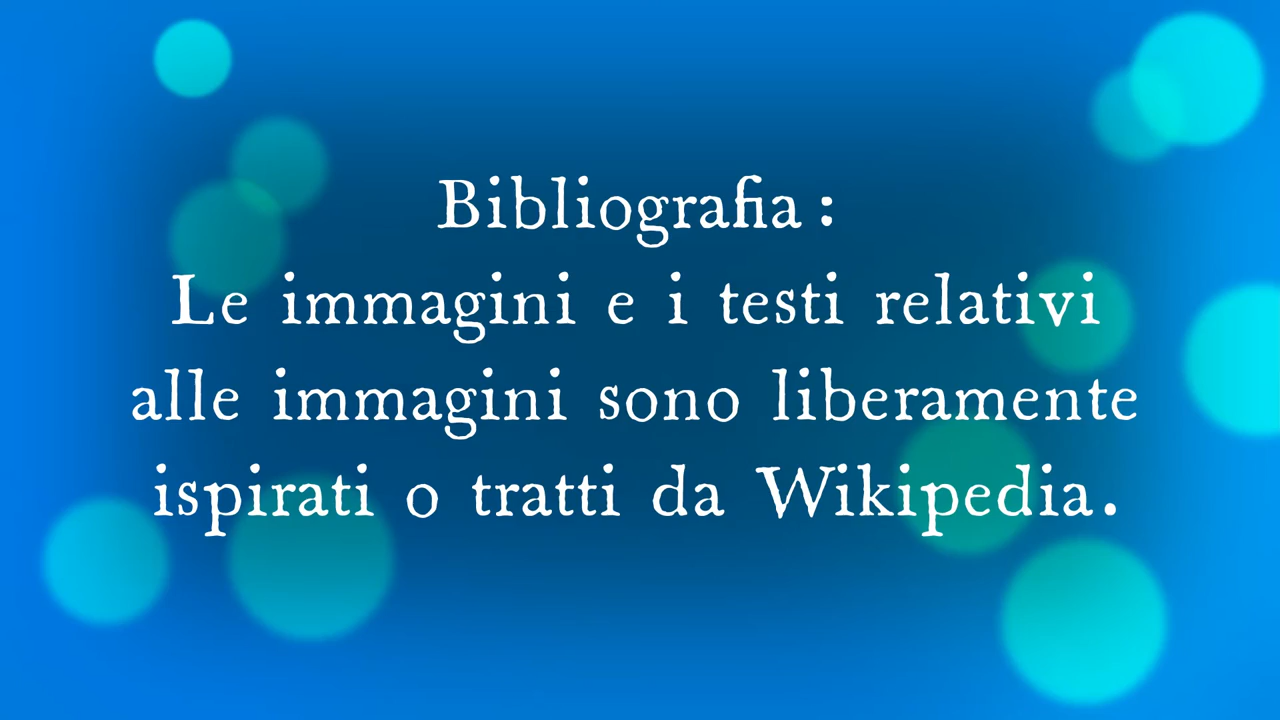 Bibliografia :
Le immagini e i testi relativi
alle immagini sono liberamente
ispirati o tratti da Wikipedia.